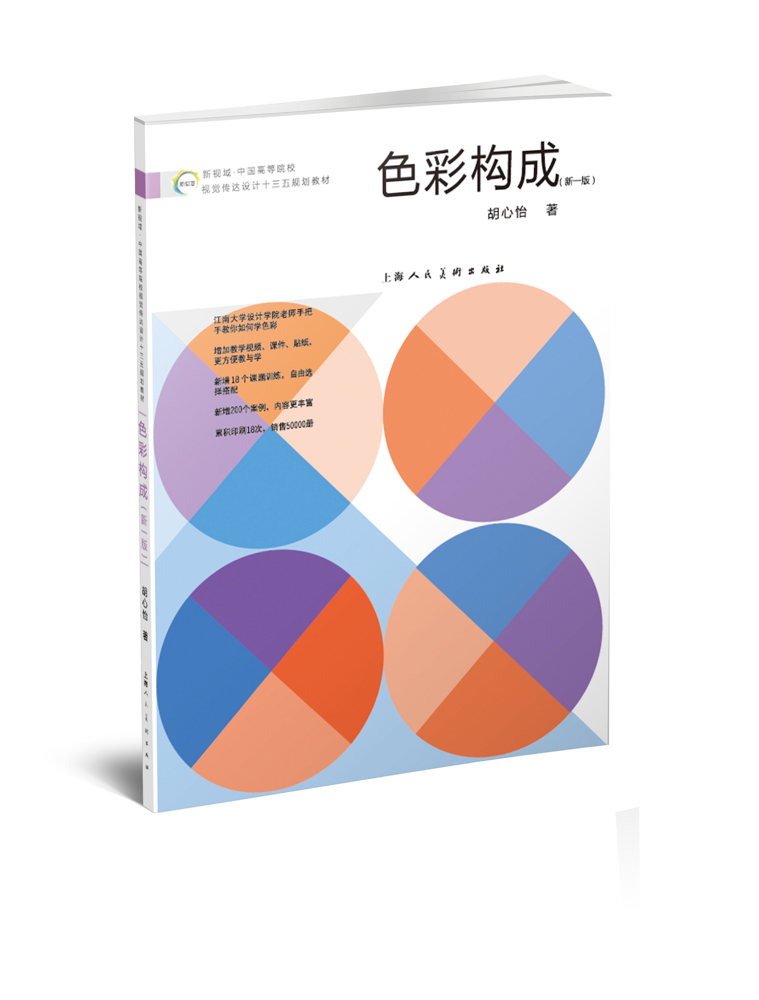 新视域·中国高等院校
视觉传达设计十三五规划教材
新视域
色彩构成(新一版)
胡心怡 著
上海人民美術出版社
江南大学设计学院老师手把
手教你如何学色彩
增加教学视频、课件、贴纸，
更方便教与学
新增18个课题训练，自由选
择搭配
新增200个案例，内容更丰富
累积印刷18次，销售50000册
新视域·中国高等院校视觉传达设计十三五规划教材
色彩构成(新一版)
胡心怡 著
上海人民美術出版社